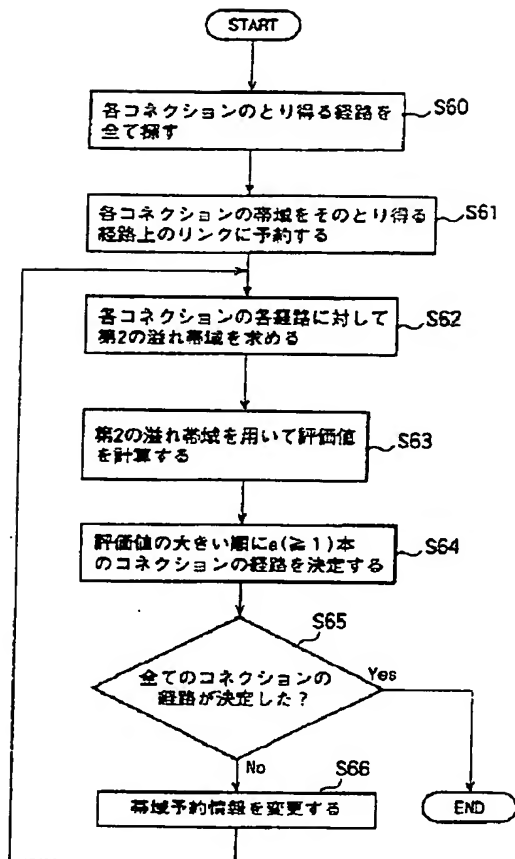 START
各コネクションのとり得る経路を
全て探す
S60
各コネクションの帯域をそのとり得る
経路上のリンクに予約する
S61
各コネクションの各経路に対して
第2の溢れ帯域を求める
S62
第2の溢れ帯域を用いて評価値
を計算する
S63
評価値の大きい順にe(≧1)本
のコネクションの経路を決定する
S64
S65
全てのコネクションの
経路が決定した?
Yes
No
S66
帯域予約情報を変更する
END